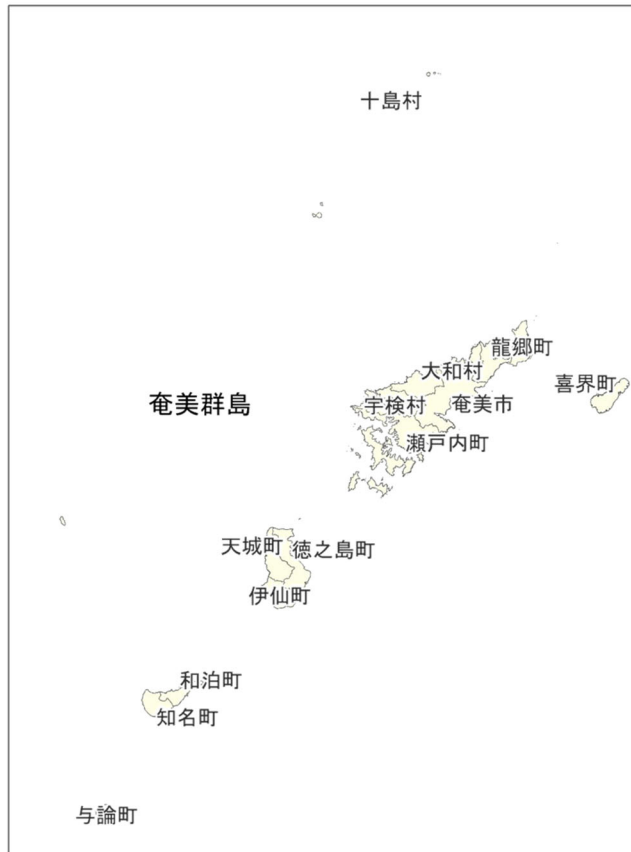 十島村
龍郷町
大和村
喜界町
奄美群島
宇検村
奄美市
瀬戸内町
天城町
徳之島町
伊仙町
和泊町
知名町
与論町